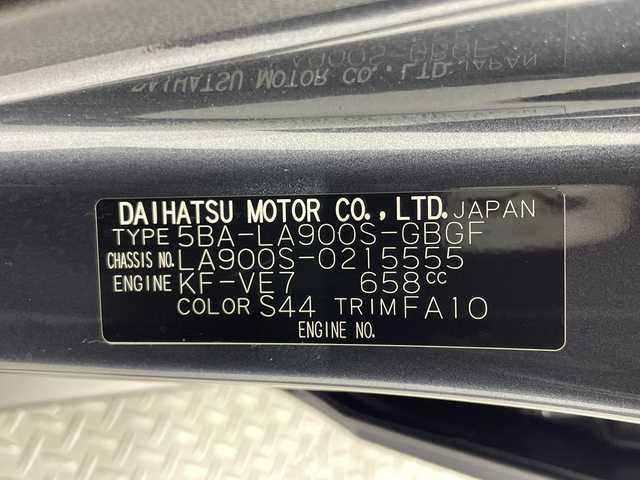 DAIHATSU MOTOR CO., LTD. JAPAN
TYPE 5BA-LA900S-GBGF
CHASSIS NO. LA900S-0215555
ENGINE KF-VE7 658cc
COLOR S44 TRIM FA10
ENGINE NO.